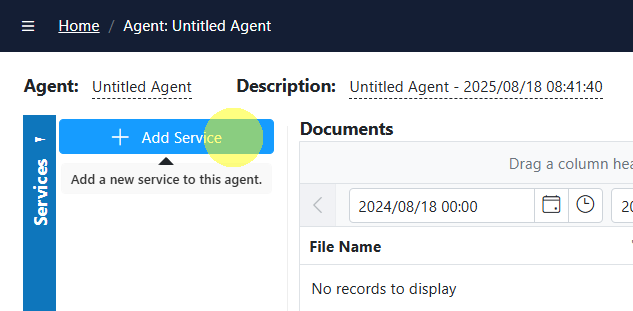 Home / Agent: Untitled Agent
Agent: Untitled Agent Description: Untitled Agent - 2025/08/18 08:41:40
Services
+ Add Service
Add a new service to this agent.
Documents
Drag a column hea
2024/08/18 00:00
20
File Name
No records to display